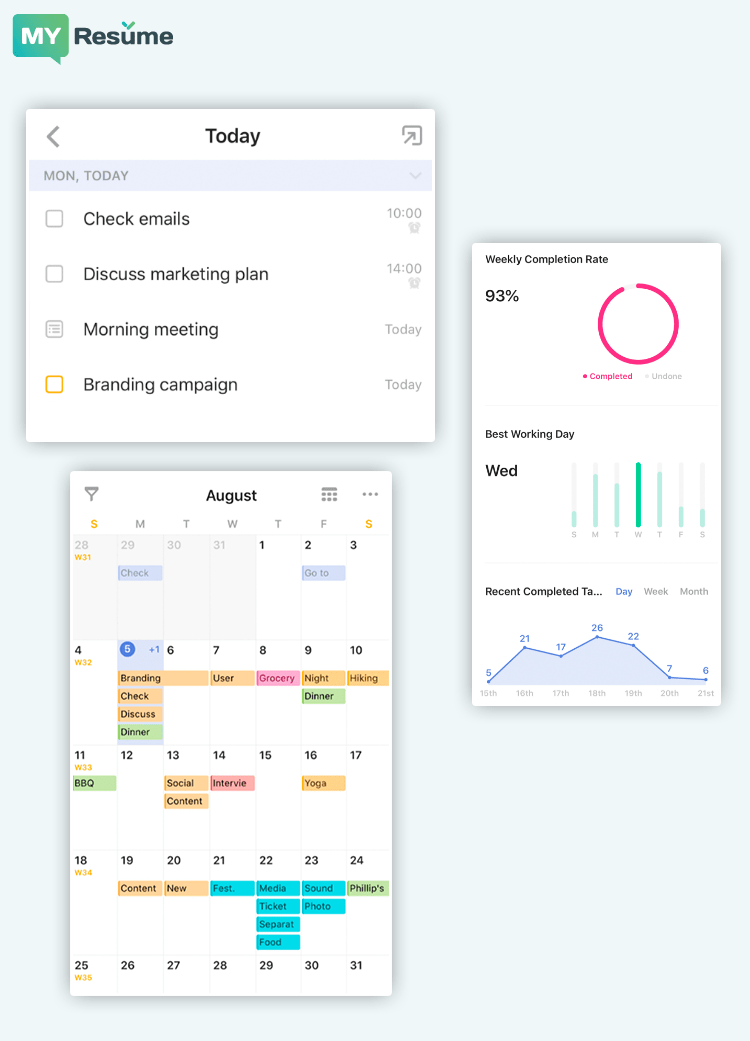 MY Resume
Today
MON, TODAY
Check emails 10:00
Discuss marketing plan 14:00
Morning meeting Today
Branding campaign Today
Weekly Completion Rate
93%
Completed Undone
Best Working Day
Wed
S M T W T F S
Recent Completed Ta... Day Week Month
5 21 17 26 22 7 6
15th 16th 17th 18th 19th 20th 21st
August
S M T W T F S
28 29 30 31 1 2 3
W31
Check Go to
4 5 +1 6 7 8 9 10
W32
Branding User Grocery Night Hiking
Check Dinner
Discuss
Dinner
11 12 13 14 15 16 17
W33
BBQ Social Intervie Yoga
Content
18 19 20 21 22 23 24
W34
Content New Fest. Media Sound Phillip's
Ticket Photo
Separat
Food
25 26 27 28 29 30 31
W35